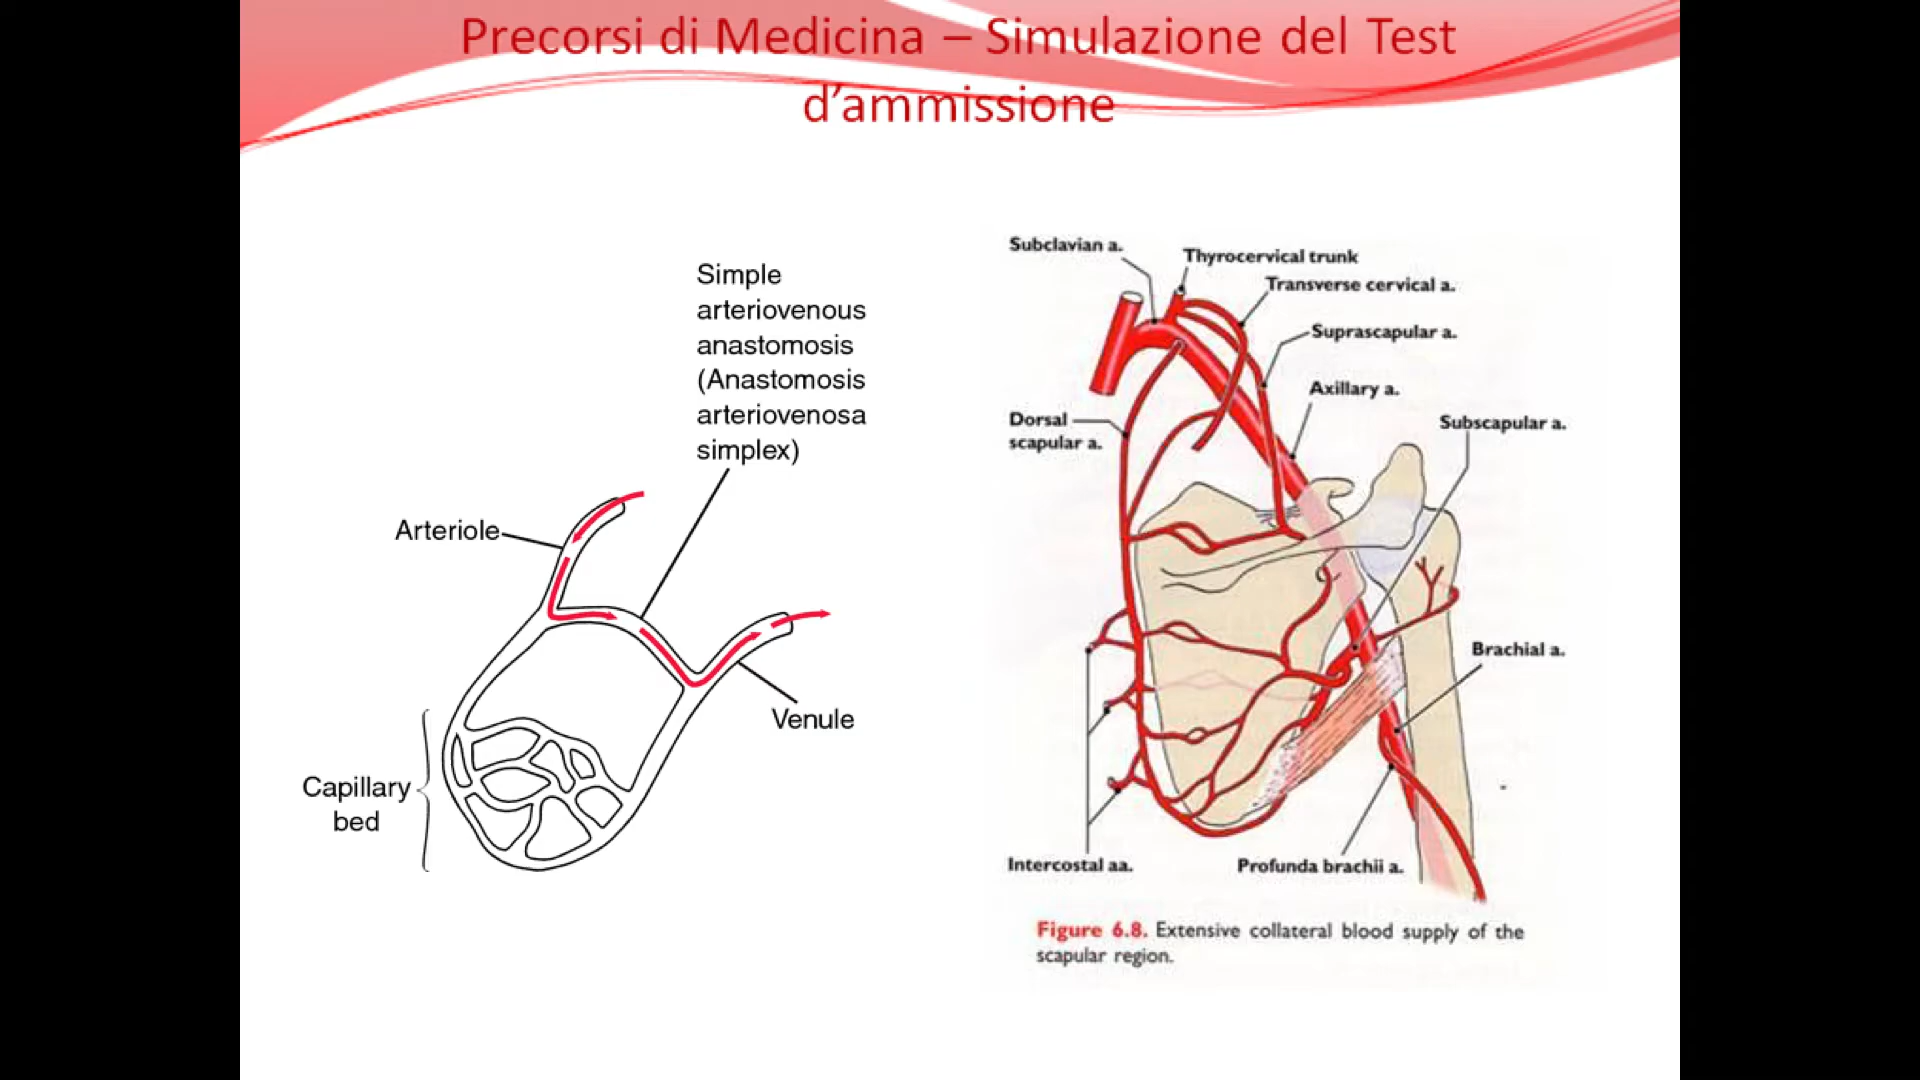 Precorsi di Medicina – Simulazione del Test
d’ammissione
Simple
arteriovenous
anastomosis
(Anastomosis
arteriovenosa
simplex)
Arteriole
Venule
Capillary
bed
Subclavian a.
Thyrocervical trunk
Transverse cervical a.
Suprascapular a.
Axillary a.
Dorsal
scapular a.
Subscapular a.
Brachial a.
Intercostal aa.
Profunda brachii a.
Figure 6.8. Extensive collateral blood supply of the
scapular region.